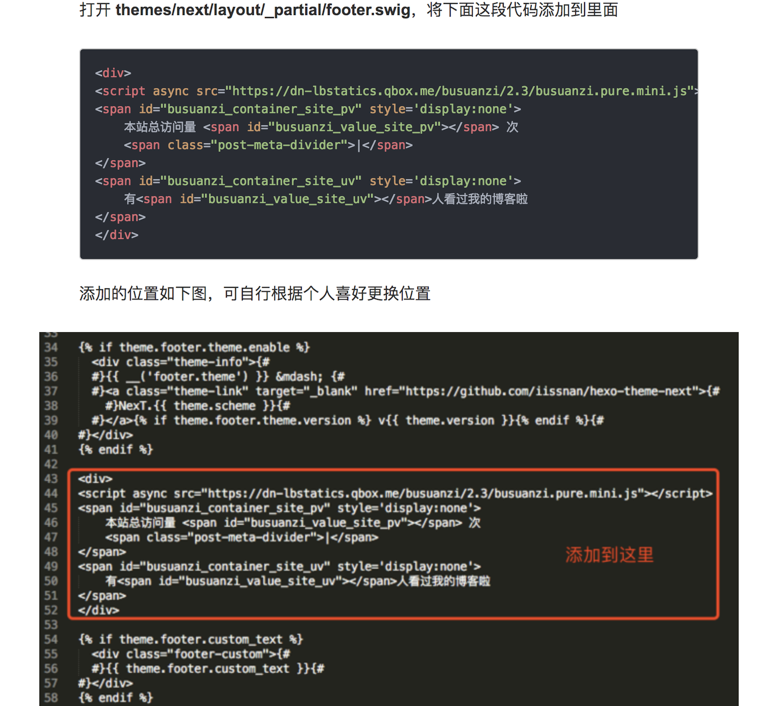 打开 themes/next/layout/_partial/footer.swig，将下面这段代码添加到里面
<div>
<script async src="https://dn-lbstatics.qbox.me/busuanzi/2.3/busuanzi.pure.mini.js">
<span id="busuanzi_container_site_pv" style='display:none'>
本站总访问量 <span id="busuanzi_value_site_pv"></span> 次
<span class="post-meta-divider">|</span>
</span>
<span id="busuanzi_container_site_uv" style='display:none'>
有<span id="busuanzi_value_site_uv"></span>人看过我的博客啦
</span>
</div>
添加的位置如下图，可自行根据个人喜好更换位置
33
34 {% if theme.footer.theme.enable %}
35 <div class="theme-info">{#
36 #}{{ __('footer.theme') }} &mdash; {#
37 #}<a class="theme-link" target="_blank" href="https://github.com/iissnan/hexo-theme-next">{#
38 #}NexT.{{ theme.scheme }}{#
39 #}</a>{% if theme.footer.theme.version %} v{{ theme.version }}{% endif %}{#
40 #}</div>
41 {% endif %}
42
43 <div>
44 <script async src="https://dn-lbstatics.qbox.me/busuanzi/2.3/busuanzi.pure.mini.js"></script>
45 <span id="busuanzi_container_site_pv" style='display:none'>
46 本站总访问量 <span id="busuanzi_value_site_pv"></span> 次
47 <span class="post-meta-divider">|</span>
48 </span>
49 <span id="busuanzi_container_site_uv" style='display:none'>
添加到这里
50 有<span id="busuanzi_value_site_uv"></span>人看过我的博客啦
51 </span>
52 </div>
53
54 {% if theme.footer.custom_text %}
55 <div class="footer-custom">{#
56 #}{{ theme.footer.custom_text }}{#
57 #}</div>
58 {% endif %}